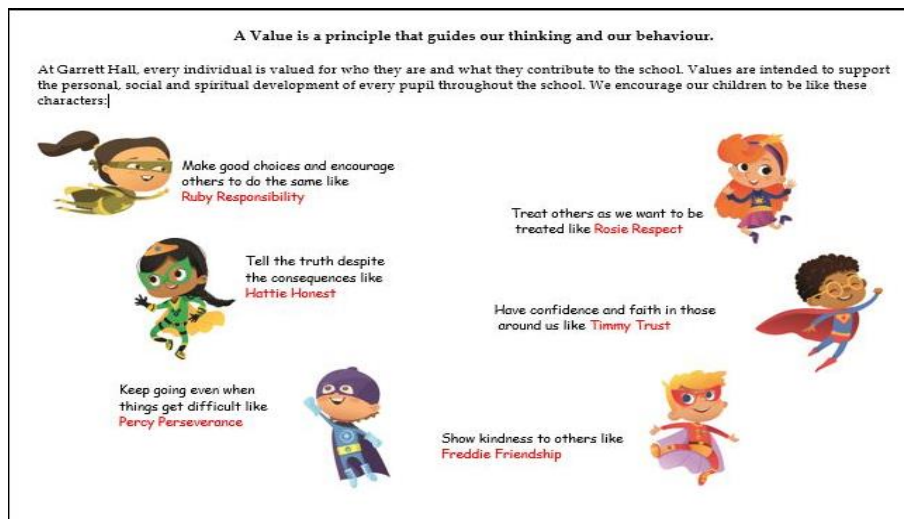 A Value is a principle that guides our thinking and our behaviour.
At Garrett Hall, every individual is valued for who they are and what they contribute to the school. Values are intended to support
the personal, social and spiritual development of every pupil throughout the school. We encourage our children to be like these
characters:
Make good choices and encourage
others to do the same like
Ruby Responsibility
Treat others as we want to be
treated like Rosie Respect
Tell the truth despite
the consequences like
Hattie Honest
Have confidence and faith in those
around us like Timmy Trust
Keep going even when
things get difficult like
Percy Perseverance
Show kindness to others like
Freddie Friendship